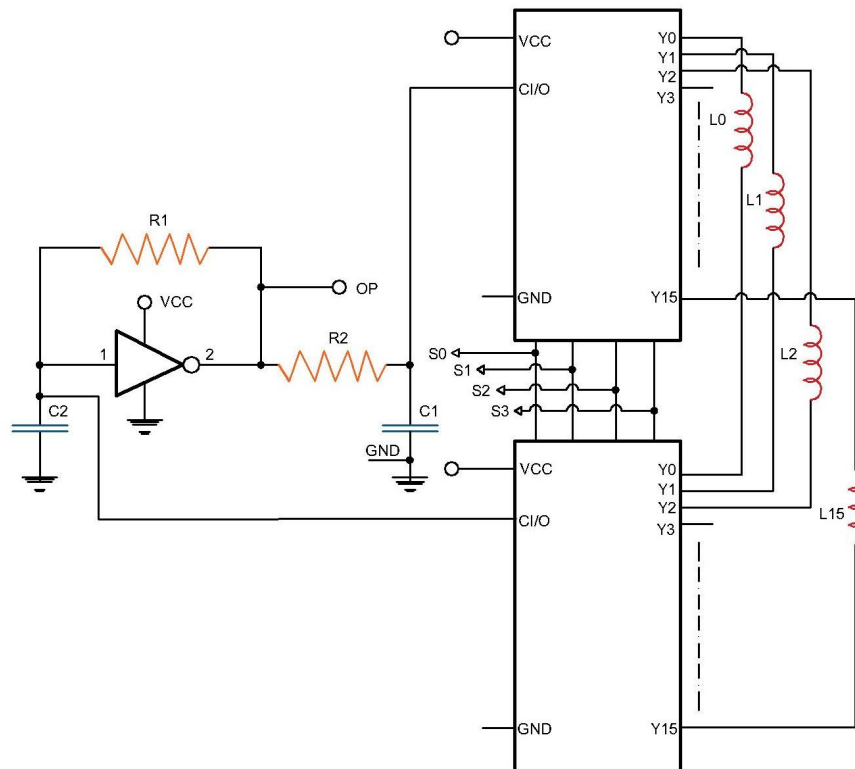 VCC
Y0
Y1
Y2
CI/O
Y3
L0
L1
R1
VCC
OP
GND
Y15
1
2
R2
S0
S1
S2
S3
L2
C2
C1
GND
VCC
Y0
Y1
Y2
CI/O
Y3
L15
GND
Y15